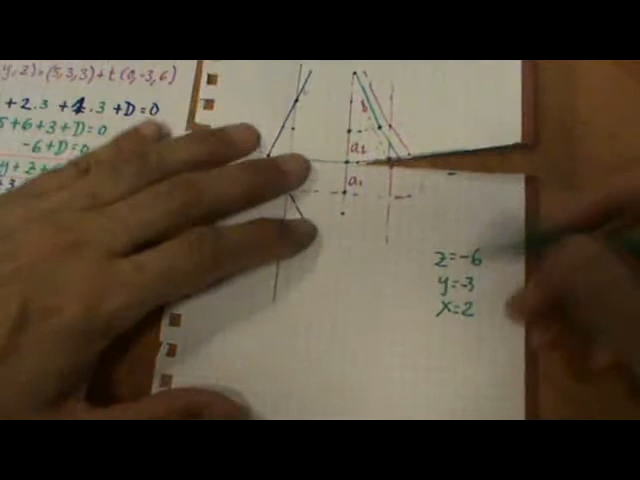 y,z)=(5,3,3)+t(0,-3,6)
+2.3 +1.3 +D=0
5+6+3+D=0
-6+D=0
y+z+
a₂
a₁
z=-6
y=-3
x=2